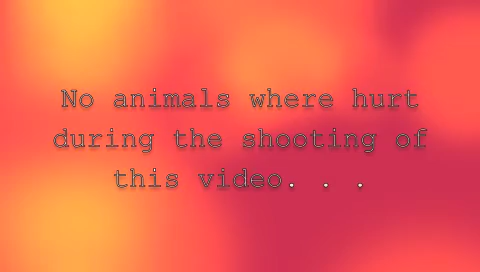 No animals where hurt
during the shooting of
this video. . .